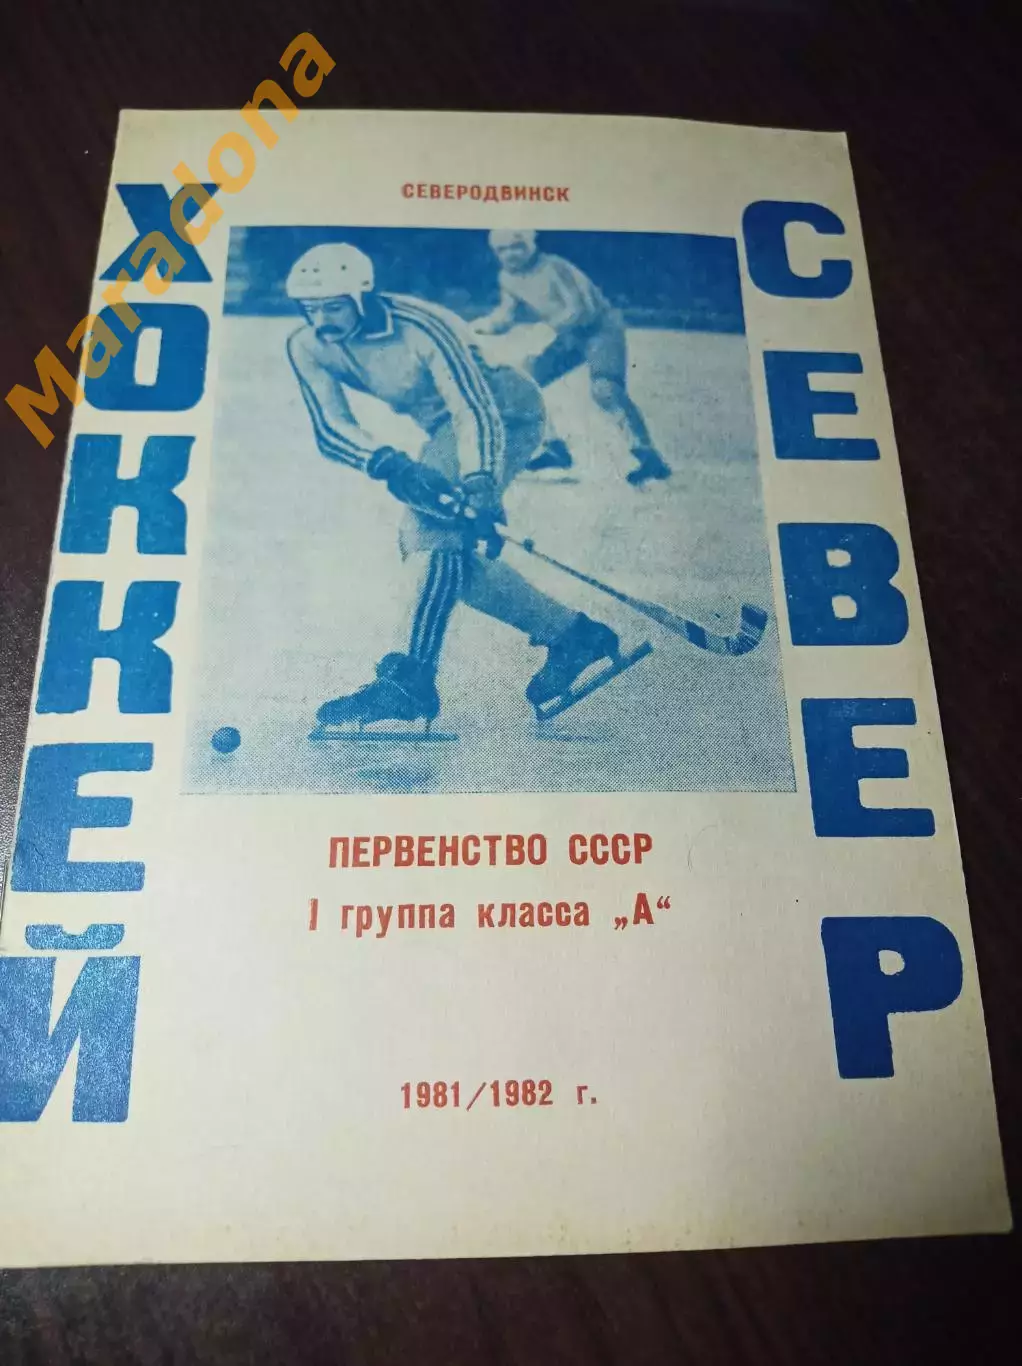 Maradona
СЕВЕРОДВИНСК
ХОККЕЙ
СЕВЕР
ПЕРВЕНСТВО СССР
I группа класса „А“
1981/1982 г.